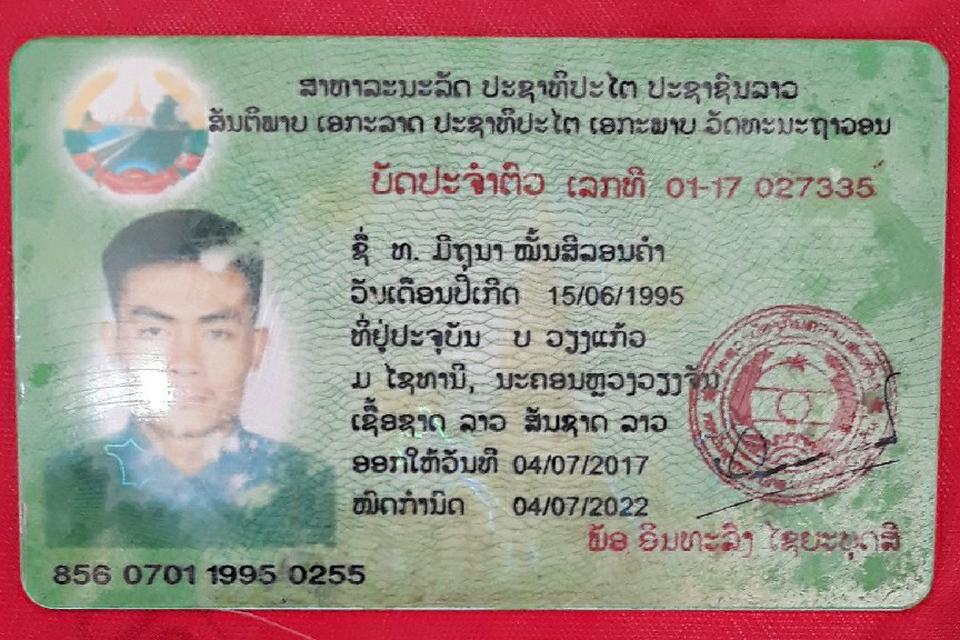 ສາທາລະນະລັດ ປະຊາທິປະໄຕ ປະຊາຊົນລາວ
ສັນຕິພາບ ເອກະລາດ ປະຊາທິປະໄຕ ເອກະພາບ ວັດທະນະຖາວອນ
ບັດປະຈຳຕົວ ເລກທີ 01-17 027335
ຊື່ ທ. ມິຖຸນາ ໝັ້ນສີລອນຄຳ
ວັນເດືອນປີເກີດ 15/06/1995
ທີ່ຢູ່ປະຈຸບັນ ບ ວຽງແກ້ວ
ມ ໄຊທານີ, ນະຄອນຫຼວງວຽງຈັນ
ເຊື້ອຊາດ ລາວ ສັນຊາດ ລາວ
ອອກໃຫ້ວັນທີ 04/07/2017
ໝົດກຳນົດ 04/07/2022
ພັອ ອິນທະລົງ ໄຊຍະພຸດສີ
856 0701 1995 0255